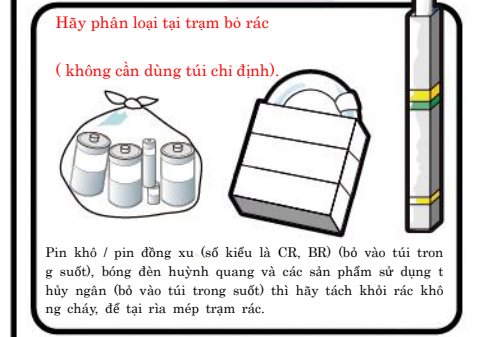 Hãy phân loại tại trạm bỏ rác
( không cần dùng túi chỉ định).
Pin khô / pin đồng xu (số kiểu là CR, BR) (bỏ vào túi tron
g suốt), bóng đèn huỳnh quang và các sản phẩm sử dụng t
hủy ngân (bỏ vào túi trong suốt) thì hãy tách khỏi rác khô
ng cháy, để tại rìa mép trạm rác.